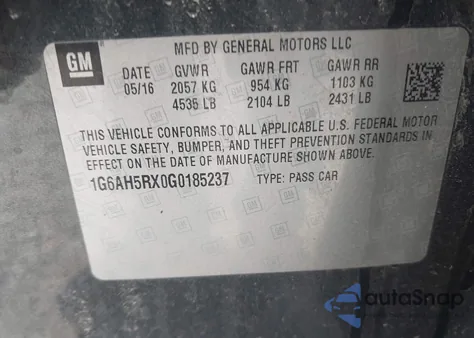 GM
MFD BY GENERAL MOTORS LLC
05/16 GVWR GAWR FRT GAWR RR
2057 KG 954 KG 1103 KG
4535 LB 2104 LB 2431 LB
THIS VEHICLE CONFORMS TO ALL APPLICABLE U.S. FEDERAL MOTOR
VEHICLE SAFETY, BUMPER, AND THEFT PREVENTION STANDARDS IN
EFFECT ON THE DATE OF MANUFACTURE SHOWN ABOVE.
1G6AH5RX0G0185237 TYPE: PASS CAR
autaSnap